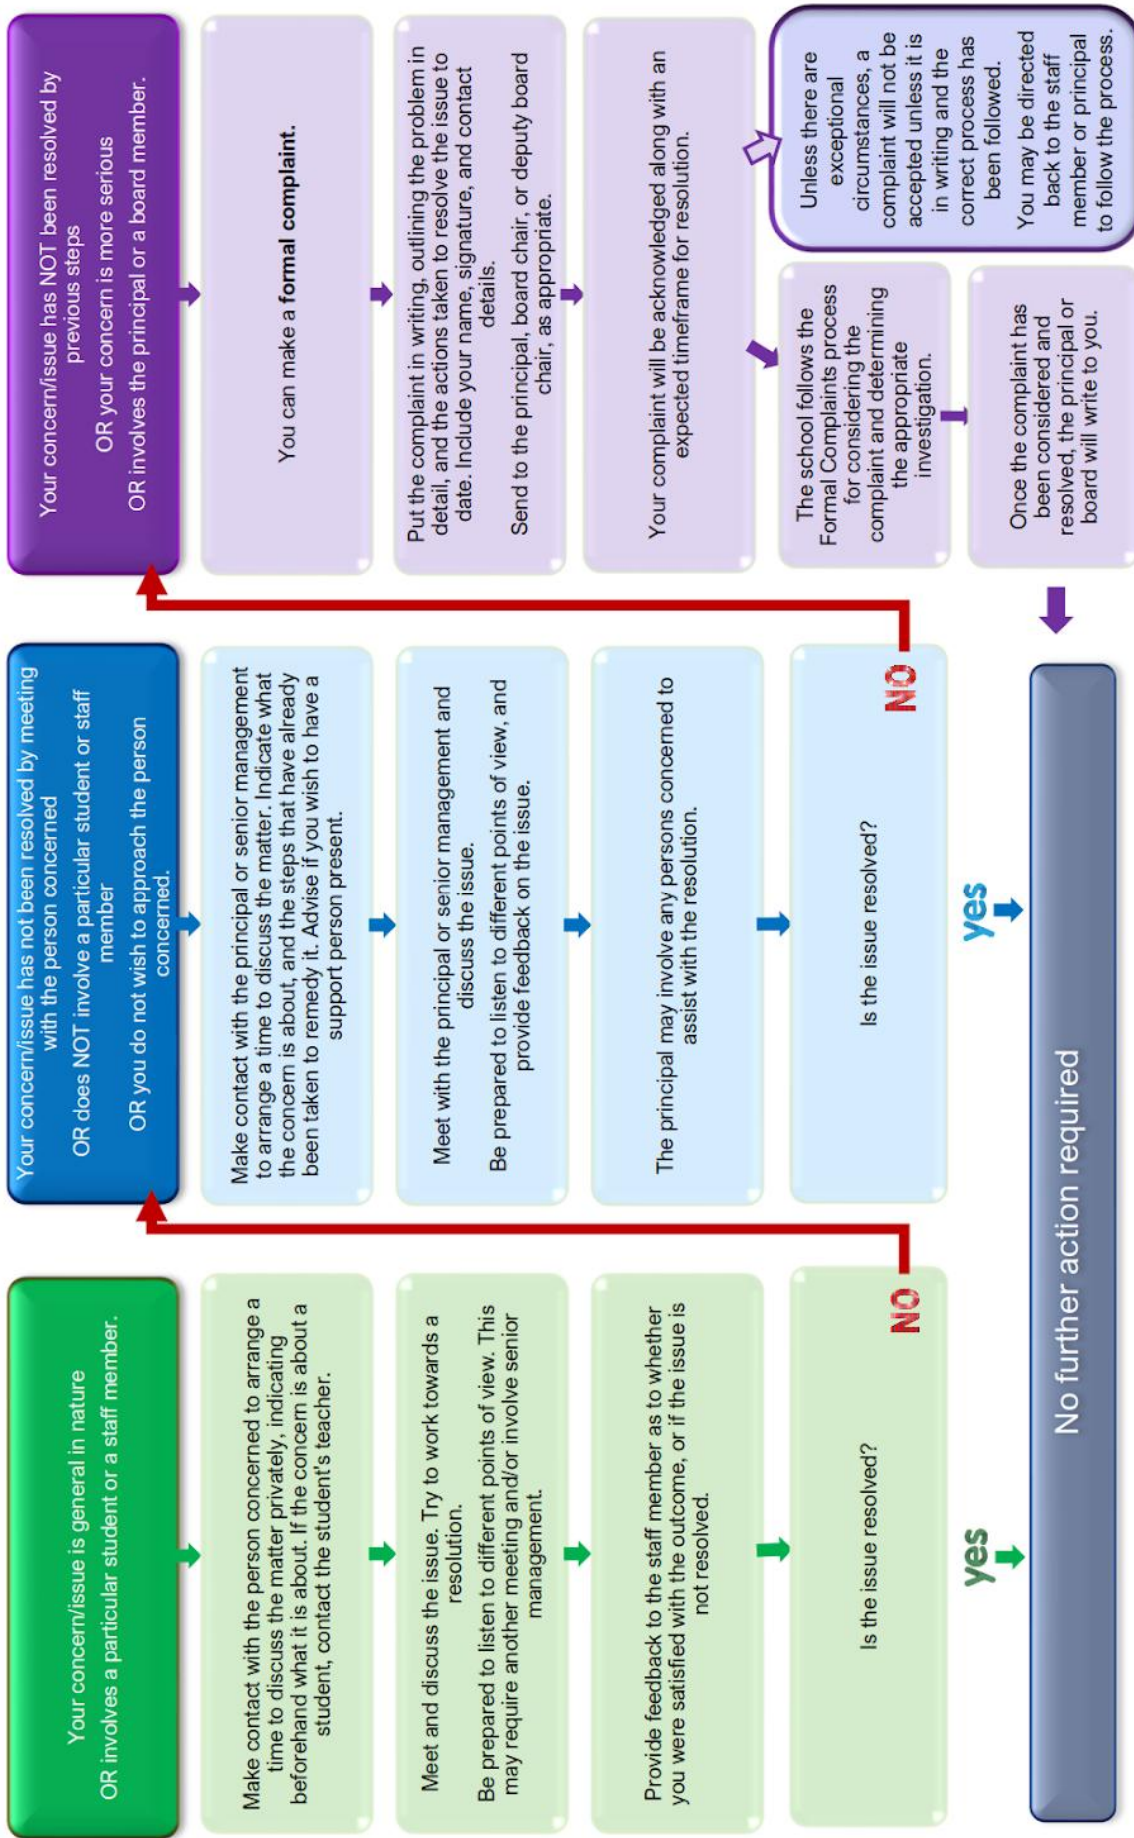 Your concern/issue is general in nature
OR involves a particular student or a staff member.
Make contact with the person concerned to arrange a
time to discuss the matter privately, indicating
beforehand what it is about. If the concern is about a
student, contact the student's teacher.
Meet and discuss the issue. Try to work towards a
resolution.
Be prepared to listen to different points of view. This
may require another meeting and/or involve senior
management.
Provide feedback to the staff member as to whether
you were satisfied with the outcome, or if the issue is
not resolved.
Is the issue resolved?
NO
yes
Your concern/issue has not been resolved by meeting
with the person concerned
OR does NOT involve a particular student or staff
member
OR you do not wish to approach the person
concerned.
Make contact with the principal or senior management
to arrange a time to discuss the matter. Indicate what
the concern is about, and the steps that have already
been taken to remedy it. Advise if you wish to have a
support person present.
Meet with the principal or senior management and
discuss the issue.
Be prepared to listen to different points of view, and
provide feedback on the issue.
The principal may involve any persons concerned to
assist with the resolution.
Is the issue resolved?
NO
yes
Your concern/issue has NOT been resolved by
previous steps
OR your concern is more serious
OR involves the principal or a board member.
You can make a formal complaint.
Put the complaint in writing, outlining the problem in
detail, and the actions taken to resolve the issue to
date. Include your name, signature, and contact
details.
Send to the principal, board chair, or deputy board
chair, as appropriate.
Your complaint will be acknowledged along with an
expected timeframe for resolution.
The school follows the
Formal Complaints process
for considering the
complaint and determining
the appropriate
investigation.
Once the complaint has
been considered and
resolved, the principal or
board will write to you.
Unless there are
exceptional
circumstances, a
complaint will not be
accepted unless it is
in writing and the
correct process has
been followed.
You may be directed
back to the staff
member or principal
to follow the process.
No further action required